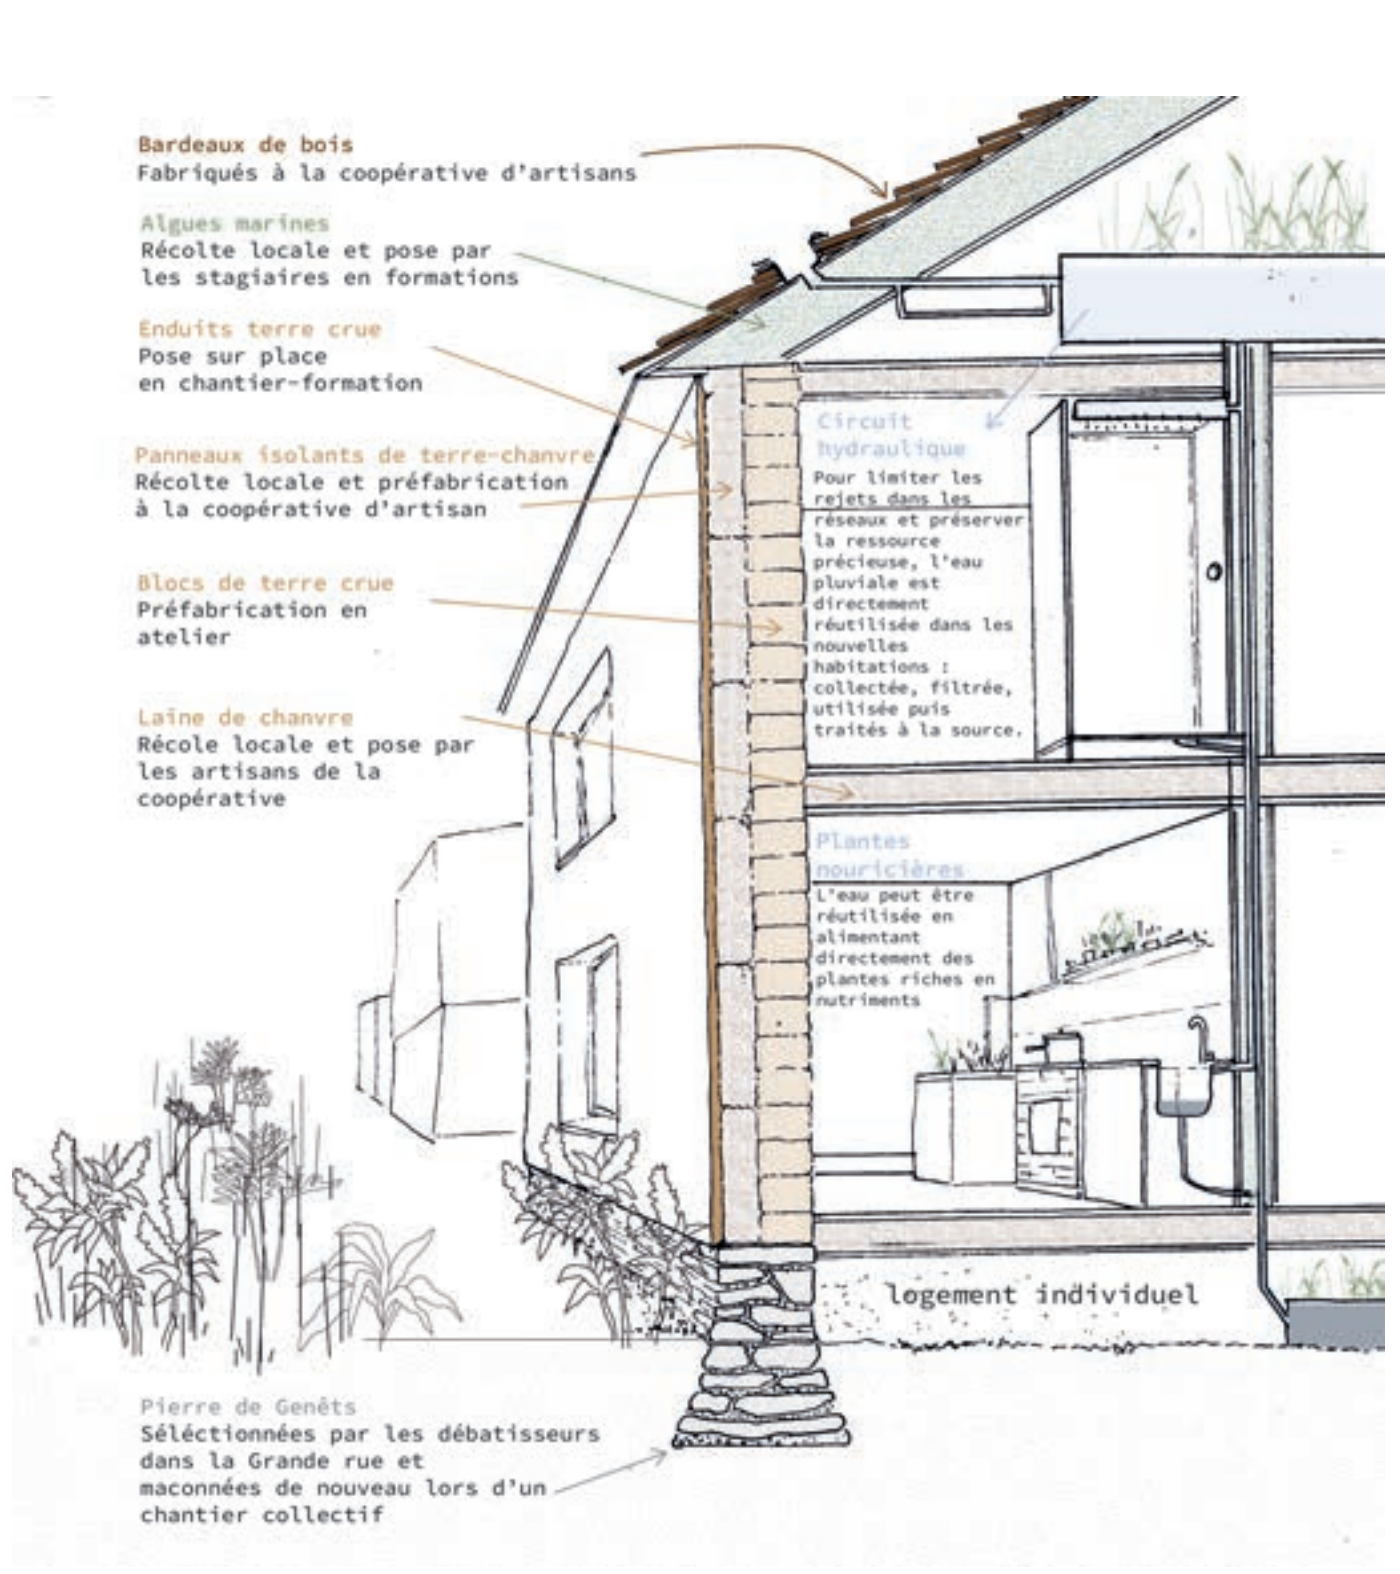 Bardeaux de bois
Fabriqués à la coopérative d'artisans
Algues marines
Récolte locale et pose par
les stagiaires en formations
Enduits terre crue
Pose sur place
en chantier-formation
Panneaux isolants de terre-chanvre
Récolte locale et préfabrication
à la coopérative d'artisan
Blocs de terre crue
Préfabrication en
atelier
Laine de chanvre
Récole locale et pose par
les artisans de la
coopérative
Circuit
hydraulique
Pour limiter les
rejets dans les
réseaux et préserver
la ressource
précieuse, l'eau
pluviale est
directement
réutilisée dans les
nouvelles
habitations :
collectée, filtrée,
utilisée puis
traités à la source.
Plantes
nouricières
L'eau peut être
réutilisée en
alimentant
directement des
plantes riches en
nutriments
logement individuel
Pierre de Genêts
Séléctionnées par les débatisseurs
dans la Grande rue et
maconnées de nouveau lors d'un
chantier collectif